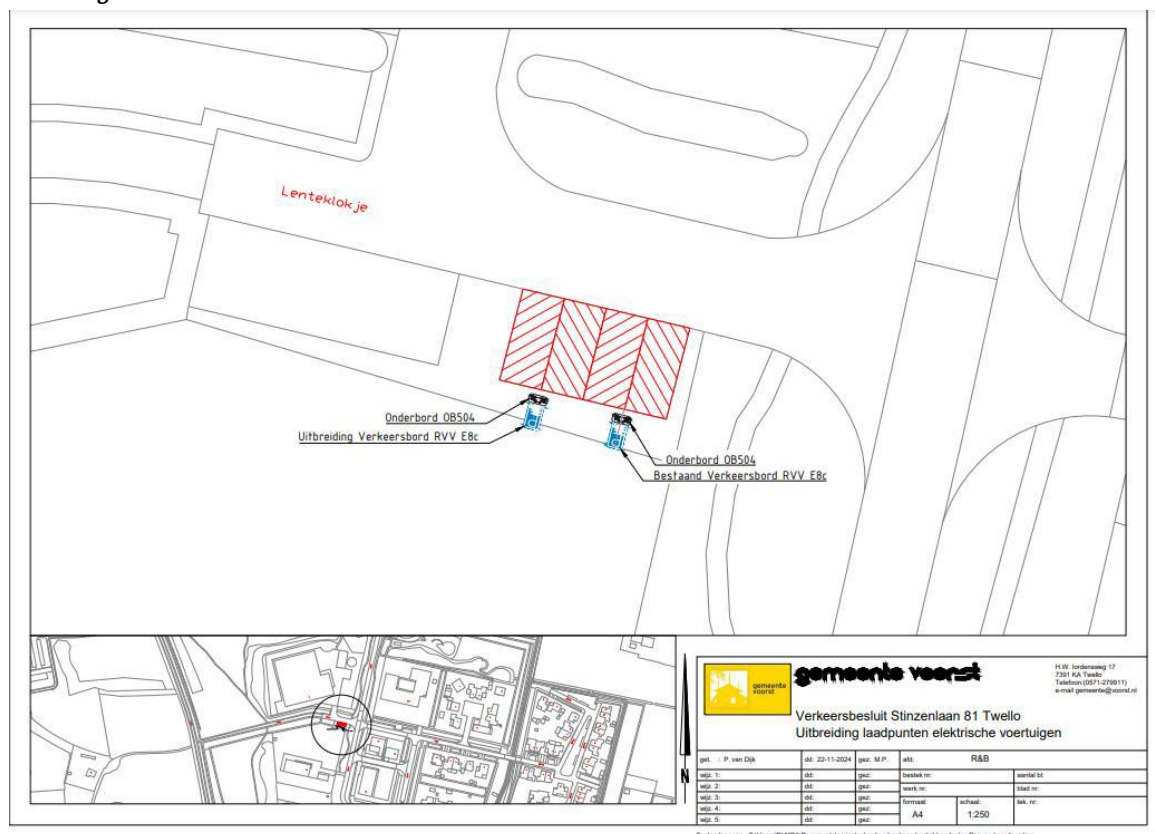 Lenteklokje
Onderbord OB504
Uitbreiding Verkeersbord RVV E8c
Onderbord OB504
Bestaand Verkeersbord RVV E8c
N
gemeente
voorst
gemeente voorst
H.W. Iordensweg 17
7391 KA Twello
Telefoon:(0571-279911)
e-mail gemeente@voorst.nl
Verkeersbesluit Stinzenlaan 81 Twello
Uitbreiding laadpunten elektrische voertuigen
get. : P. van Dijk dd: 22-11-2024 gez: M.P. afd: R&B
wijz. 1: dd: gez: bestek nr: aantal bl:
wijz. 2: dd: gez: werk nr: blad nr:
wijz. 3: dd: gez: formaat: schaal: tek. nr:
wijz. 4: dd: gez: A4 1:250
wijz. 5: dd: gez: